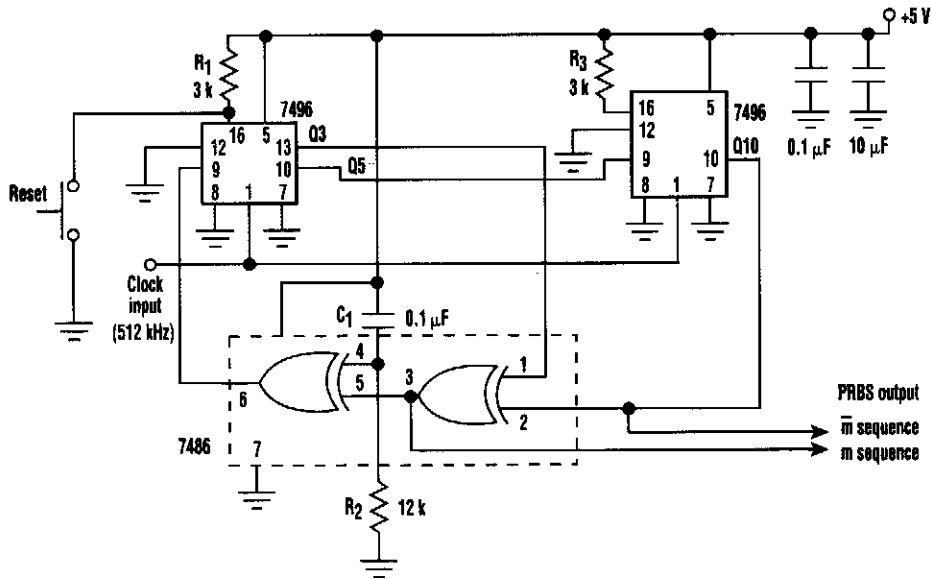 +5 V
R1
3 k
7496
16
5
Q3
12
13
9
10
Q5
8
1
7
Reset
Clock
input
(512 kHz)
R3
3 k
7496
16
5
12
Q10
9
10
8
1
7
0.1 µF
10 µF
C1
0.1 µF
4
5
6
3
1
2
7486
7
R2
12 k
PRBS output
m̅ sequence
m sequence